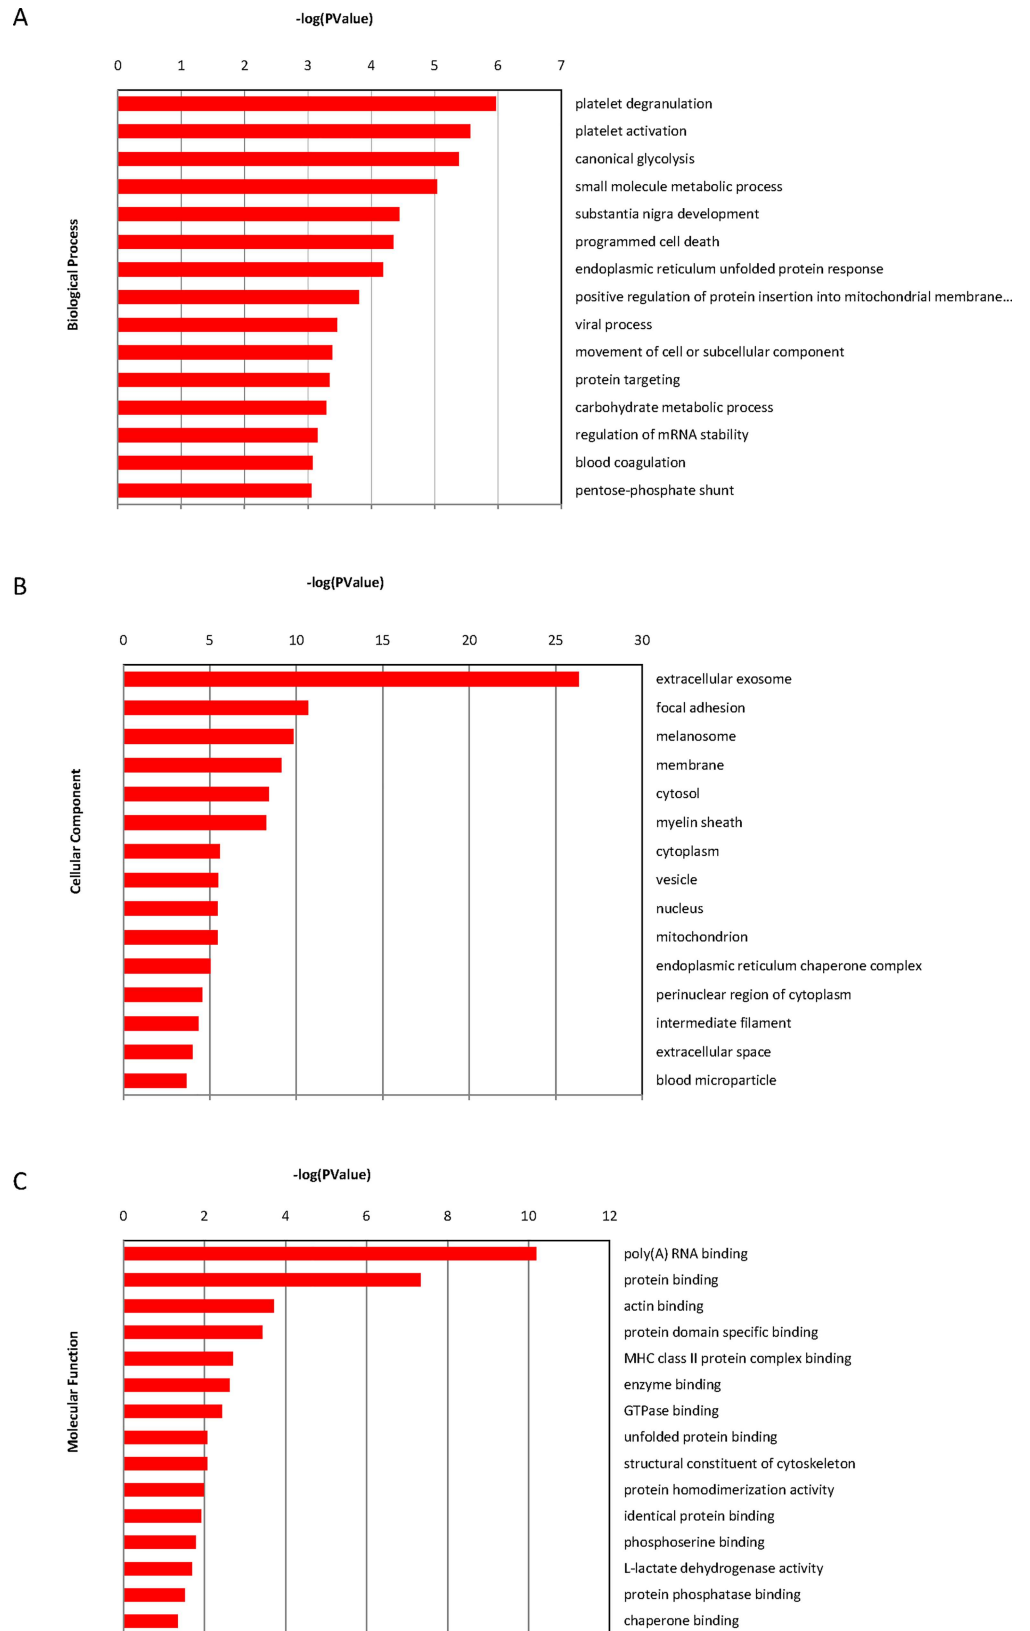 A
-log(PValue)
0 1 2 3 4 5 6 7
Biological Process
platelet degranulation
platelet activation
canonical glycolysis
small molecule metabolic process
substantia nigra development
programmed cell death
endoplasmic reticulum unfolded protein response
positive regulation of protein insertion into mitochondrial membrane...
viral process
movement of cell or subcellular component
protein targeting
carbohydrate metabolic process
regulation of mRNA stability
blood coagulation
pentose-phosphate shunt
B
-log(PValue)
0 5 10 15 20 25 30
Cellular Component
extracellular exosome
focal adhesion
melanosome
membrane
cytosol
myelin sheath
cytoplasm
vesicle
nucleus
mitochondrion
endoplasmic reticulum chaperone complex
perinuclear region of cytoplasm
intermediate filament
extracellular space
blood microparticle
C
-log(PValue)
0 2 4 6 8 10 12
Molecular Function
poly(A) RNA binding
protein binding
actin binding
protein domain specific binding
MHC class II protein complex binding
enzyme binding
GTPase binding
unfolded protein binding
structural constituent of cytoskeleton
protein homodimerization activity
identical protein binding
phosphoserine binding
L-lactate dehydrogenase activity
protein phosphatase binding
chaperone binding